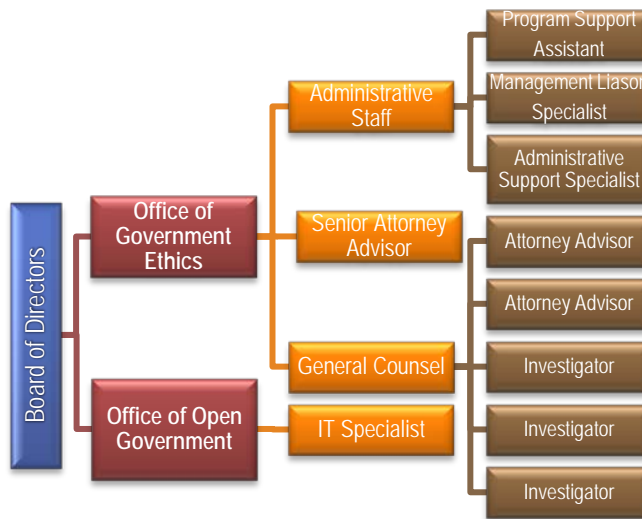 Board of Directors
Office of
Government
Ethics
Office of Open
Government
Administrative
Staff
Senior Attorney
Advisor
General Counsel
IT Specialist
Program Support
Assistant
Management Liason
Specialist
Administrative
Support Specialist
Attorney Advisor
Attorney Advisor
Investigator
Investigator
Investigator